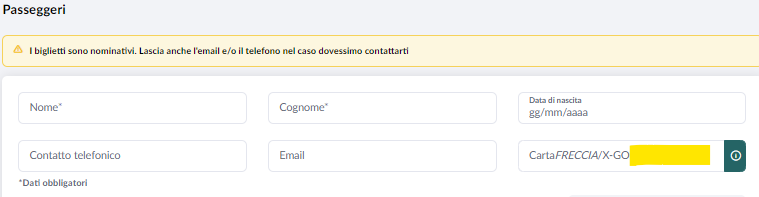 Passeggeri
I biglietti sono nominativi. Lascia anche l'email e/o il telefono nel caso dovessimo contattarti
Nome*
Cognome*
Data di nascita
gg/mm/aaaa
Contatto telefonico
Email
CartaFRECCIA/X-GO
*Dati obbligatori